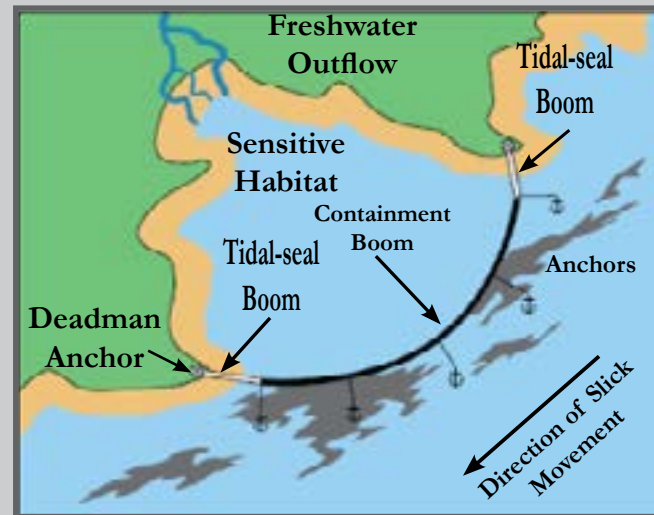 Freshwater
Outflow
Tidal-seal
Boom
Sensitive
Habitat
Containment
Boom
Tidal-seal
Boom
Anchors
Deadman
Anchor
Direction of Slick
Movement